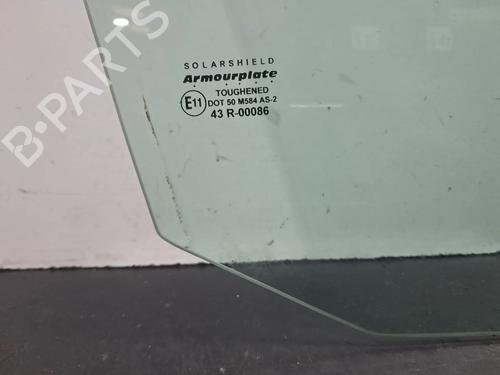 SOLARSHIELD
Armourplate
TOUGHENED
E11 DOT 50 M584 AS-2
43 R-00086
B-PARTS